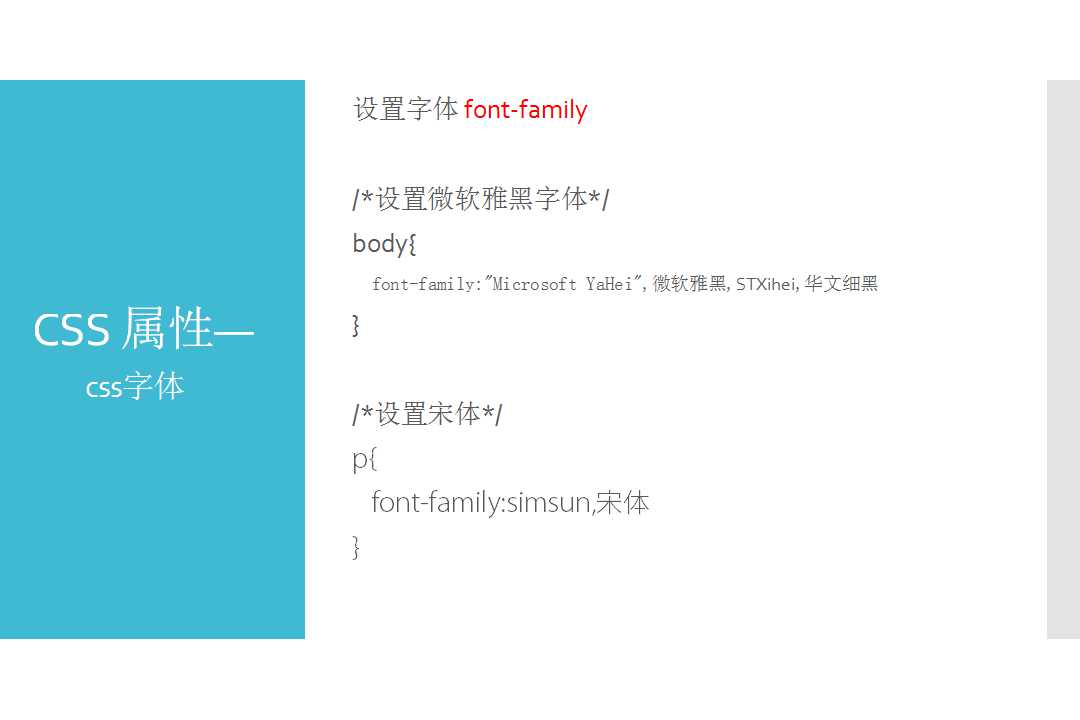 CSS 属性—
css字体
设置字体 font-family
/*设置微软雅黑字体*/
body{
font-family:"Microsoft YaHei", 微软雅黑, STXihei, 华文细黑
}
/*设置宋体*/
p{
font-family:simsun,宋体
}